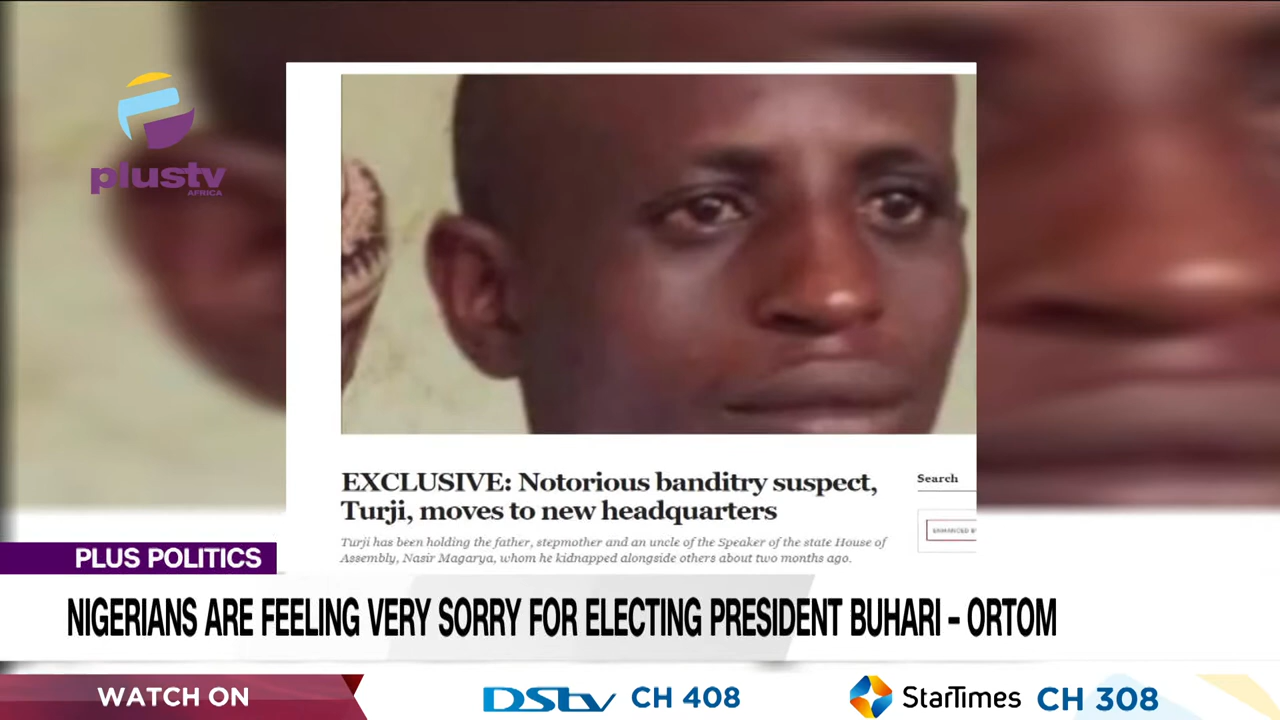 plustv
AFRICA
EXCLUSIVE: Notorious banditry suspect,
Turji, moves to new headquarters
Search
Turji has been holding the father, stepmother and an uncle of the Speaker of the state House of
Assembly, Nasir Magarya, whom he kidnapped alongside others about two months ago.
ENHANCED
PLUS POLITICS
NIGERIANS ARE FEELING VERY SORRY FOR ELECTING PRESIDENT BUHARI – ORTOM
WATCH ON
DStv CH 408
StarTimes CH 308